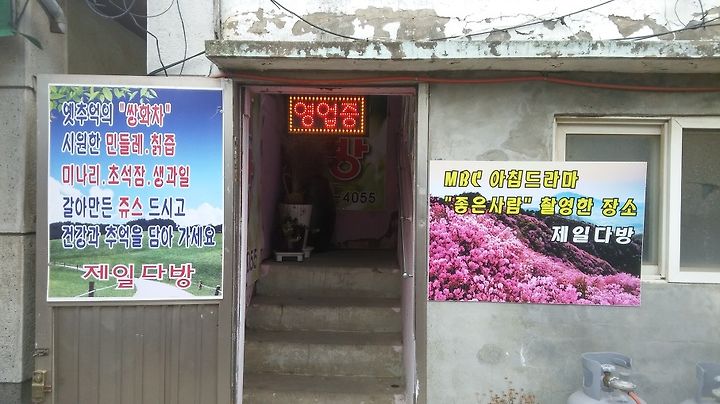 옛추억의 "쌍화차"
시원한 민들레.칡즙
미나리.초석잠.생과일
갈아만든 쥬스 드시고
건강과 추억을 담아 가세요
제일다방
영업중
방
-4055
MBC 아침드라마
"좋은사람" 촬영한 장소
제일다방